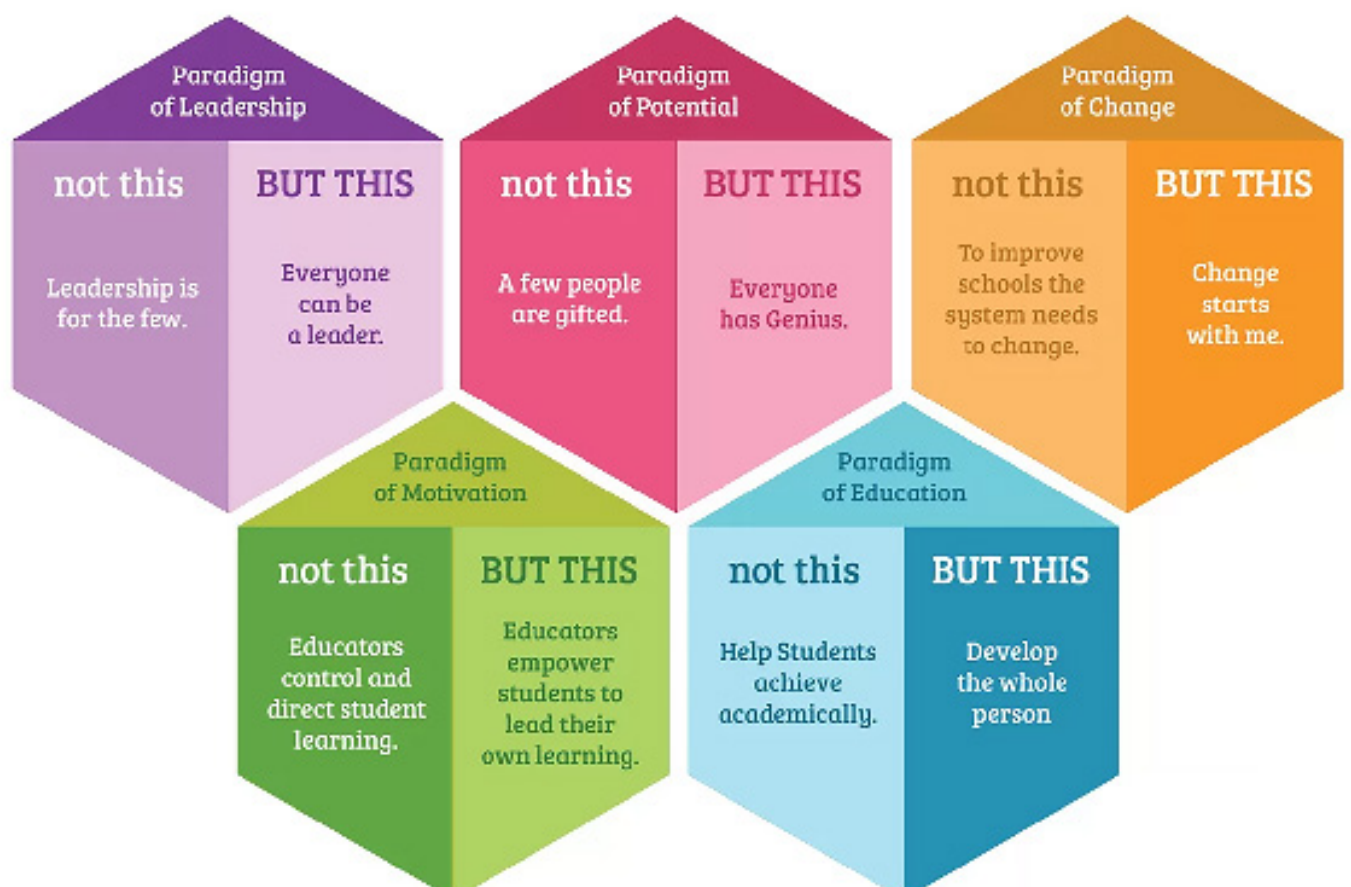 Paradigm
of Leadership
not this
Leadership is
for the few.
BUT THIS
Everyone
can be
a leader.
Paradigm
of Potential
not this
A few people
are gifted.
BUT THIS
Everyone
has Genius.
Paradigm
of Change
not this
To improve
schools the
system needs
to change.
BUT THIS
Change
starts
with me.
Paradigm
of Motivation
not this
Educators
control and
direct student
learning.
BUT THIS
Educators
empower
students to
lead their
own learning.
Paradigm
of Education
not this
Help Students
achieve
academically.
BUT THIS
Develop
the whole
person